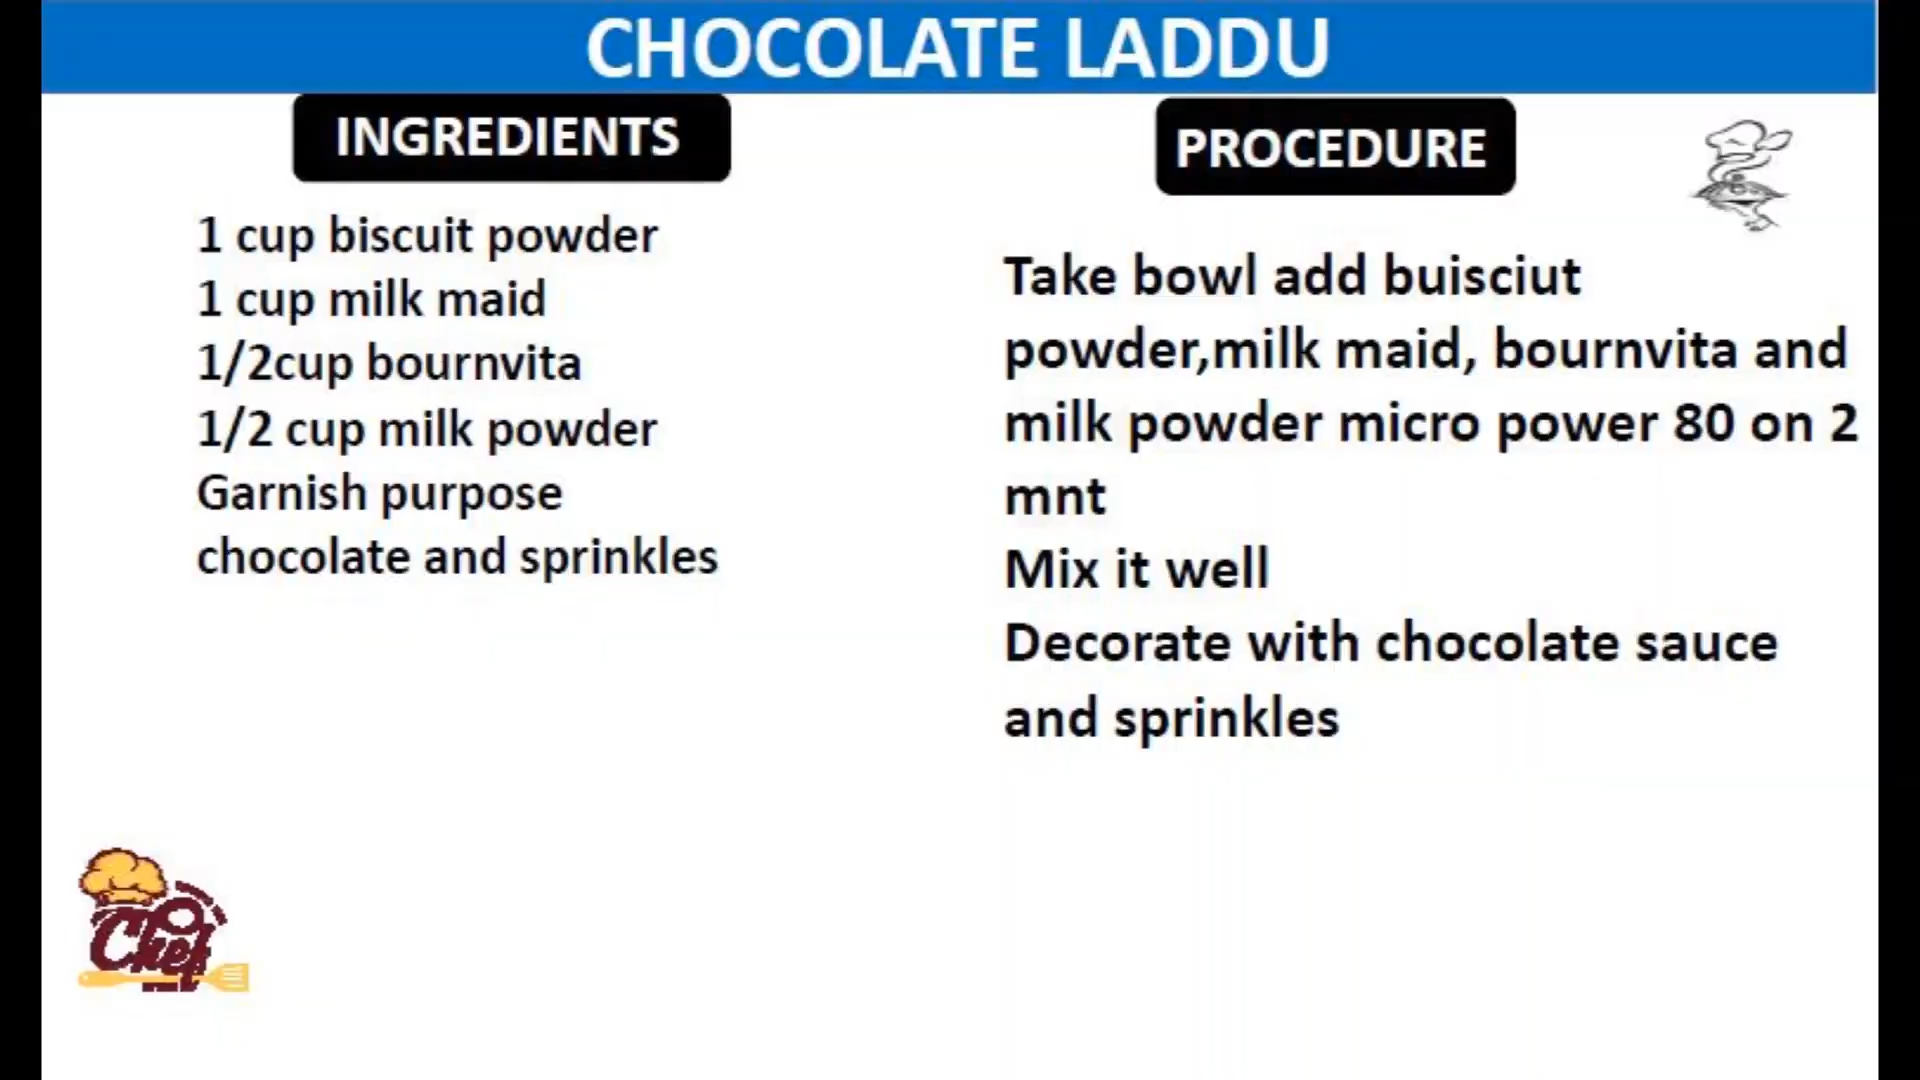 CHOCOLATE LADDU
INGREDIENTS
1 cup biscuit powder
1 cup milk maid
1/2cup bournvita
1/2 cup milk powder
Garnish purpose
chocolate and sprinkles
PROCEDURE
Take bowl add buisciut
powder,milk maid, bournvita and
milk powder micro power 80 on 2
mnt
Mix it well
Decorate with chocolate sauce
and sprinkles
Chef